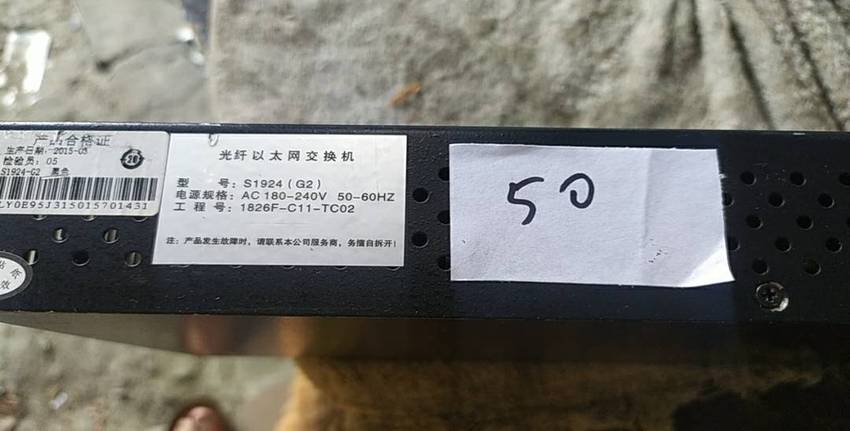 产品合格证
生产日期:2015-03
检验员:05
S1924-G2 黑色
LY0E95J315015701431
光纤以太网交换机
型 号:S1924(G2)
电源规格:AC 180-240V 50-60HZ
工 程 号:1826F-C11-TC02
注:产品发生故障时,请联系本公司服务商,务擅自拆开!
50